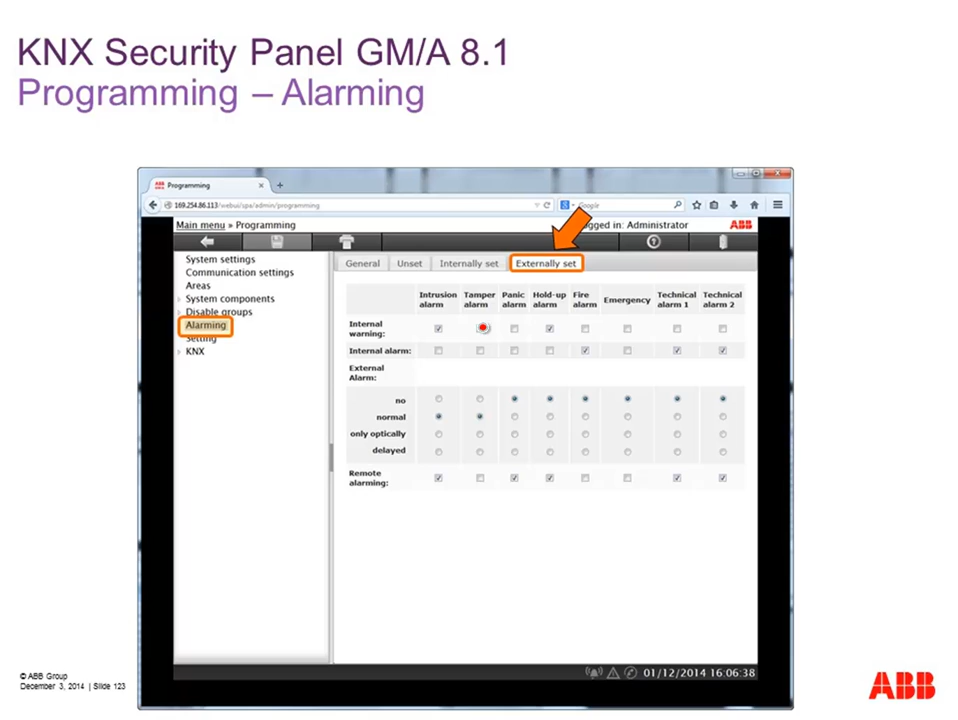 KNX Security Panel GM/A 8.1
Programming – Alarming
Programming
169.254.86.113/webui/spa/admin/programming
Google
Main menu » Programming
ogged in: Administrator
ABB
System settings
Communication settings
Areas
System components
Disable groups
Alarming
Setting
KNX
General Unset Internally set Externally set
Intrusion alarm Tamper alarm Panic alarm Hold-up alarm Fire alarm Emergency Technical alarm 1 Technical alarm 2
Internal warning:
Internal alarm:
External Alarm:
no
normal
only optically
delayed
Remote alarming:
01/12/2014 16:06:38
© ABB Group
December 3, 2014 | Slide 123
ABB